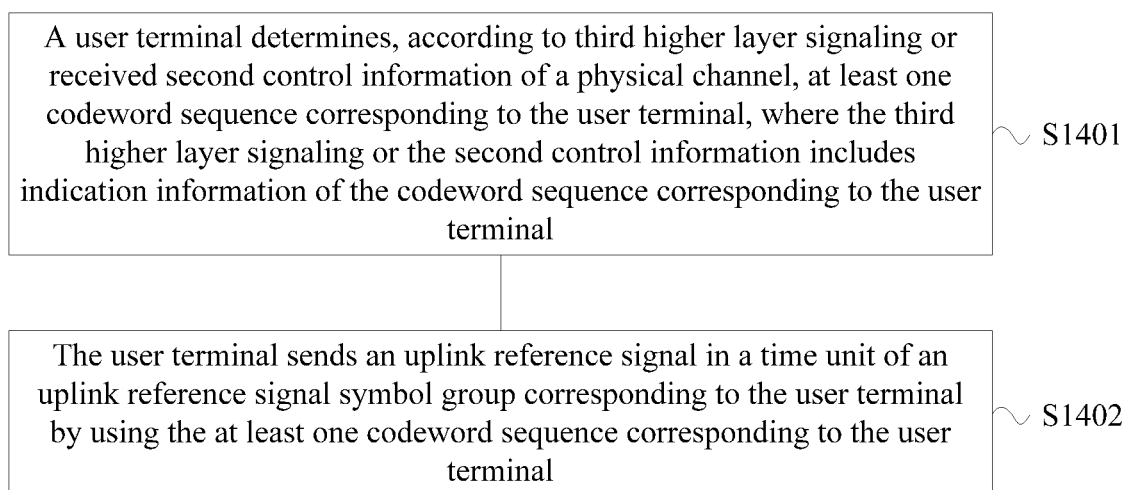 A user terminal determines, according to third higher layer signaling or
received second control information of a physical channel, at least one
codeword sequence corresponding to the user terminal, where the third
higher layer signaling or the second control information includes
indication information of the codeword sequence corresponding to the user
terminal
S1401
The user terminal sends an uplink reference signal in a time unit of an
uplink reference signal symbol group corresponding to the user terminal
by using the at least one codeword sequence corresponding to the user
terminal
S1402